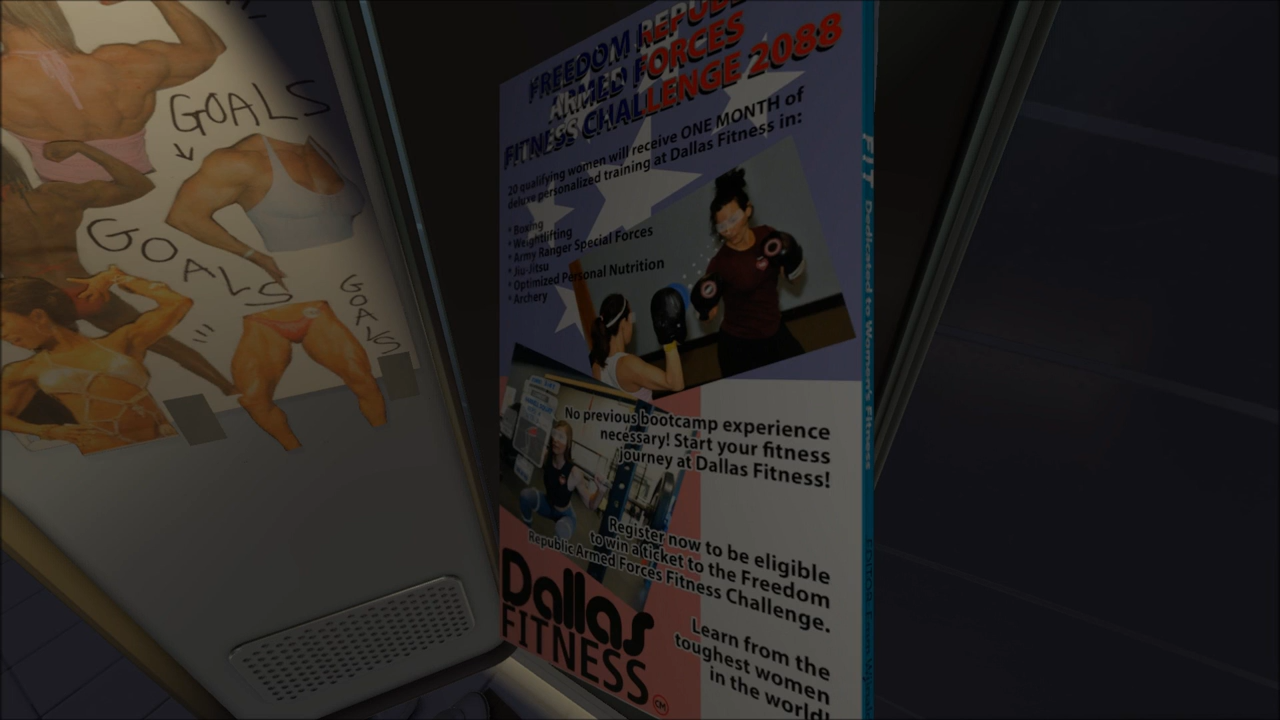 GOALS
GOALS
GOALS
FREEDOM REPUBLIC
ARMED FORCES
FITNESS CHALLENGE 2088
20 qualifying women will receive ONE MONTH of
deluxe personalized training at Dallas Fitness in:
* Boxing
* Weightlifting
* Army Ranger Special Forces
* Jiu-Jitsu
* Optimized Personal Nutrition
* Archery
No previous bootcamp experience
necessary! Start your fitness
journey at Dallas Fitness!
Register now to be eligible
to win a ticket to the Freedom
Republic Armed Forces Fitness Challenge.
Learn from the
toughest women
in the world!
Dallas
FITNESS
CM
FIT Dedicated to Women's Fitness